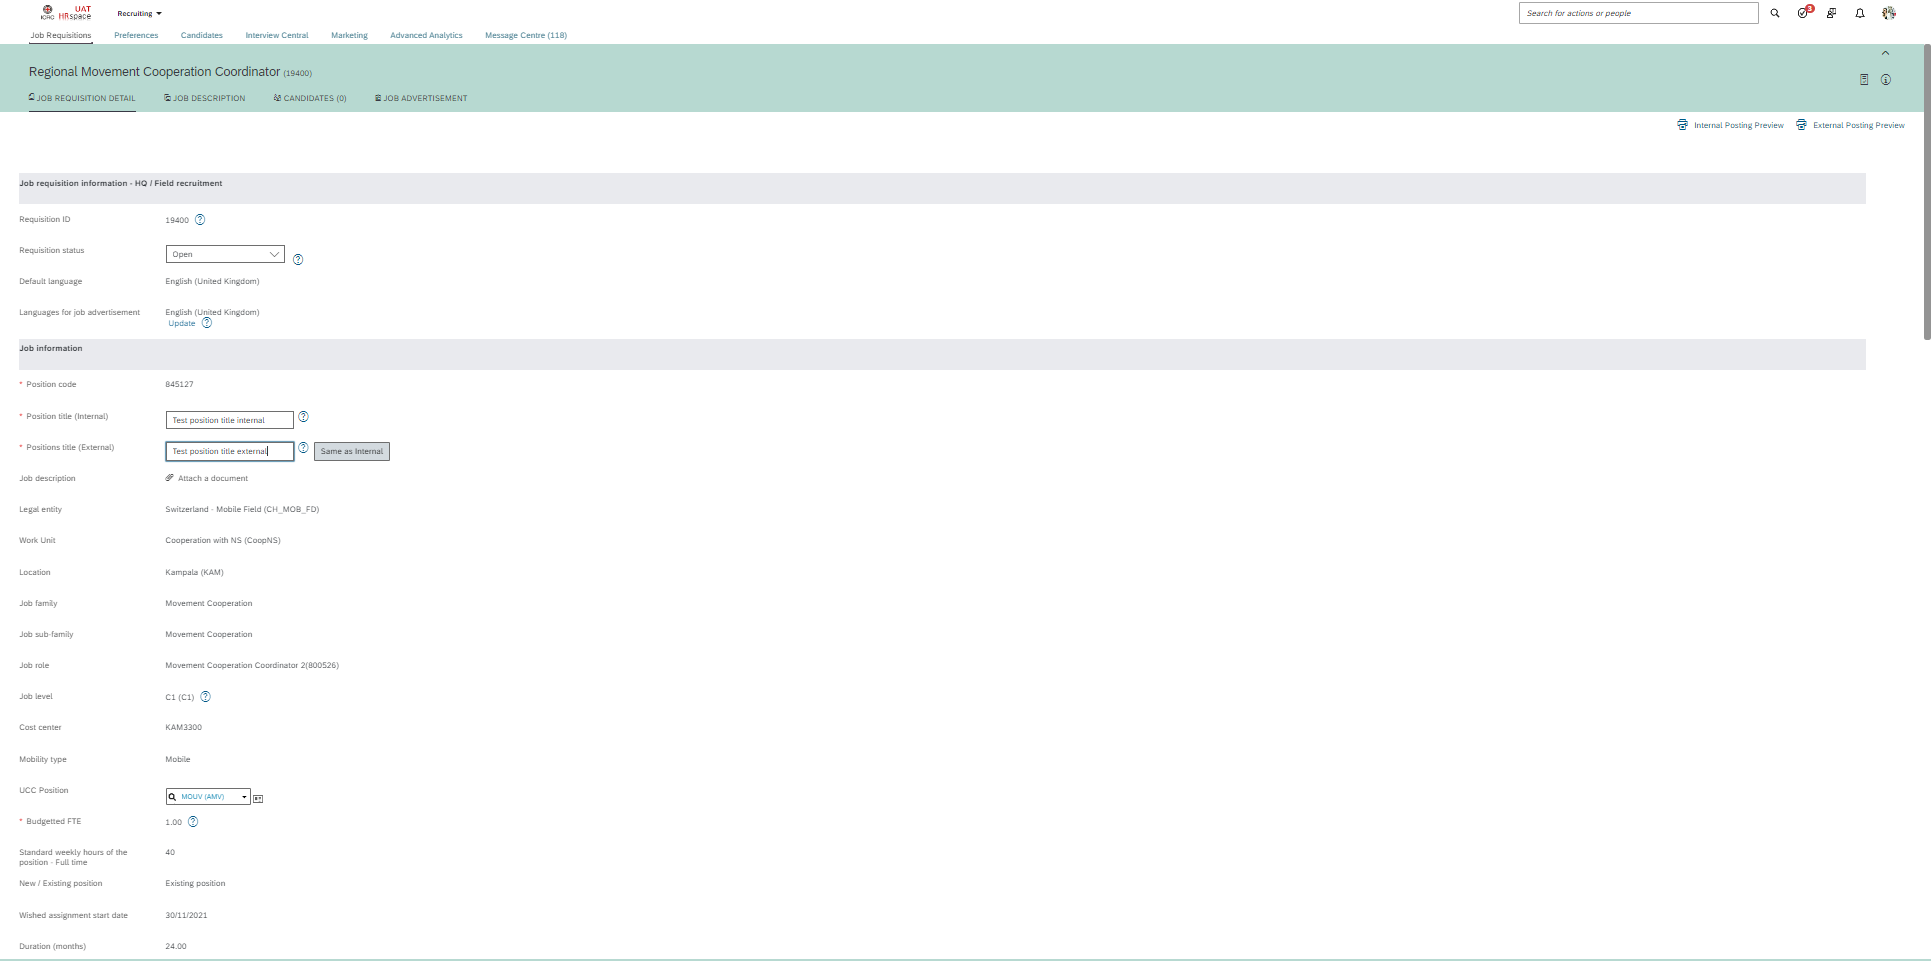 UAT
ICRC HRspace
Recruiting
Search for actions or people
3
Job Requisitions Preferences Candidates Interview Central Marketing Advanced Analytics Message Centre (118)
Regional Movement Cooperation Coordinator (19400)
JOB REQUISITION DETAIL JOB DESCRIPTION CANDIDATES (0) JOB ADVERTISEMENT
Internal Posting Preview External Posting Preview
Job requisition information - HQ / Field recruitment
Requisition ID 19400
Requisition status Open
Default language English (United Kingdom)
Languages for job advertisement English (United Kingdom)
Update
Job information
* Position code 845127
* Position title (Internal) Test position title internal
* Positions title (External) Test position title external Same as Internal
Job description Attach a document
Legal entity Switzerland - Mobile Field (CH_MOB_FD)
Work Unit Cooperation with NS (CoopNS)
Location Kampala (KAM)
Job family Movement Cooperation
Job sub-family Movement Cooperation
Job role Movement Cooperation Coordinator 2(800526)
Job level C1 (C1)
Cost center KAM3300
Mobility type Mobile
UCC Position MOUV (AMV)
* Budgetted FTE 1.00
Standard weekly hours of the 40
position - Full time
New / Existing position Existing position
Wished assignment start date 30/11/2021
Duration (months) 24.00